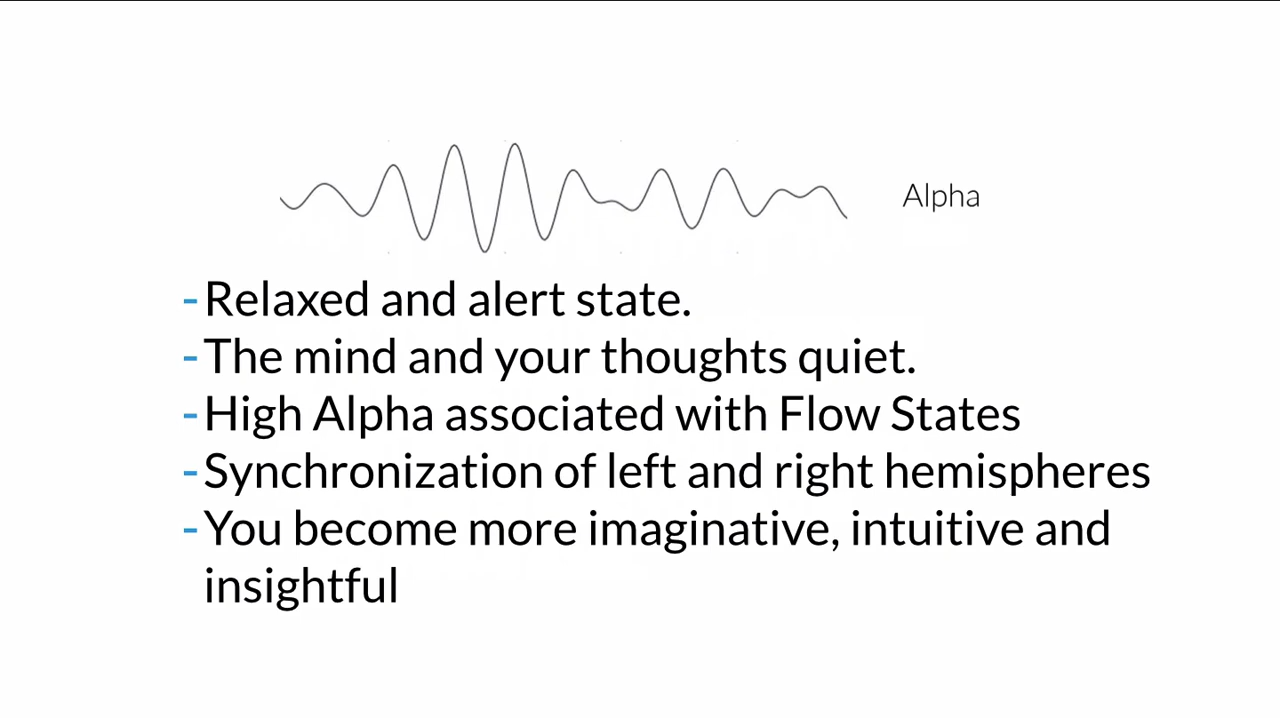 Alpha
-Relaxed and alert state.
-The mind and your thoughts quiet.
-High Alpha associated with Flow States
-Synchronization of left and right hemispheres
-You become more imaginative, intuitive and
insightful